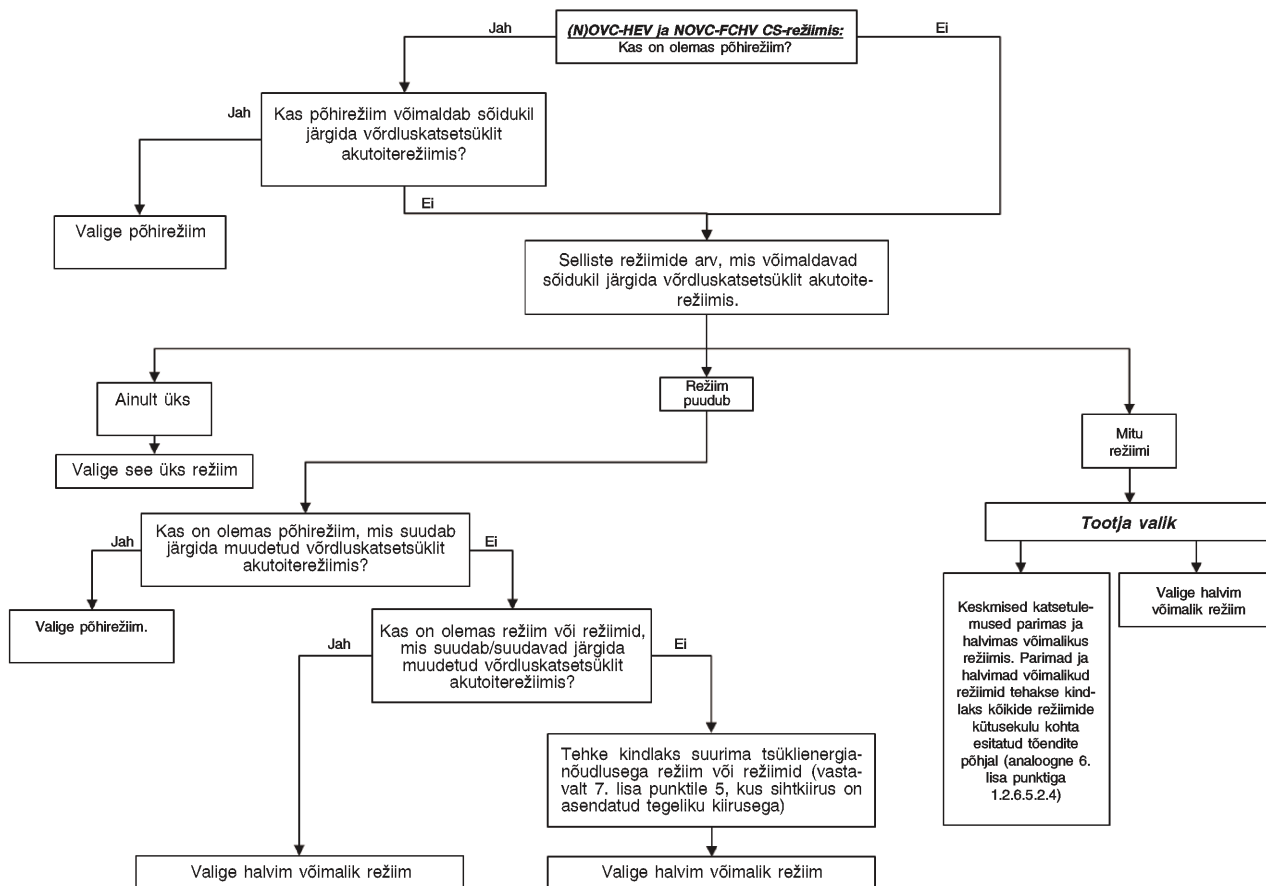 Jah
(N)OVC-HEV ja NOVC-FCHV CS-režiimis:
Kas on olemas põhirežiim?
Ei
Jah
Kas põhirežiim võimaldab sõidukil
järgida võrdluskatsetsüklit
akutoiterežiimis?
Ei
Valige põhirežiim
Selliste režiimide arv, mis võimaldavad
sõidukil järgida võrdluskatsetsüklit akutoite-
režiimis.
Ainult üks
Režiim
puudub
Mitu
režiimi
Valige see üks režiim
Tootja valik
Jah
Kas on olemas põhirežiim, mis suudab
järgida muudetud võrdluskatsetsüklit
akutoiterežiimis?
Ei
Valige põhirežiim.
Keskmised katsetule-
mused parimas ja
halvimas võimalikus
režiimis. Parimad ja
halvimad võimalikud
režiimid tehakse kind-
laks kõikide režiimide
kütusekulu kohta
esitatud tõendite
põhjal (analoogne 6.
lisa punktiga
1.2.6.5.2.4)
Valige halvim
võimalik režiim
Jah
Kas on olemas režiim või režiimid,
mis suudab/suudavad järgida
muudetud võrdluskatsetsüklit
akutoiterežiimis?
Ei
Tehke kindlaks suurima tsüklienergia-
nõudlusega režiim või režiimid (vasta-
valt 7. lisa punktile 5, kus sihtkiirus on
asendatud tegeliku kiirusega)
Valige halvim võimalik režiim
Valige halvim võimalik režiim